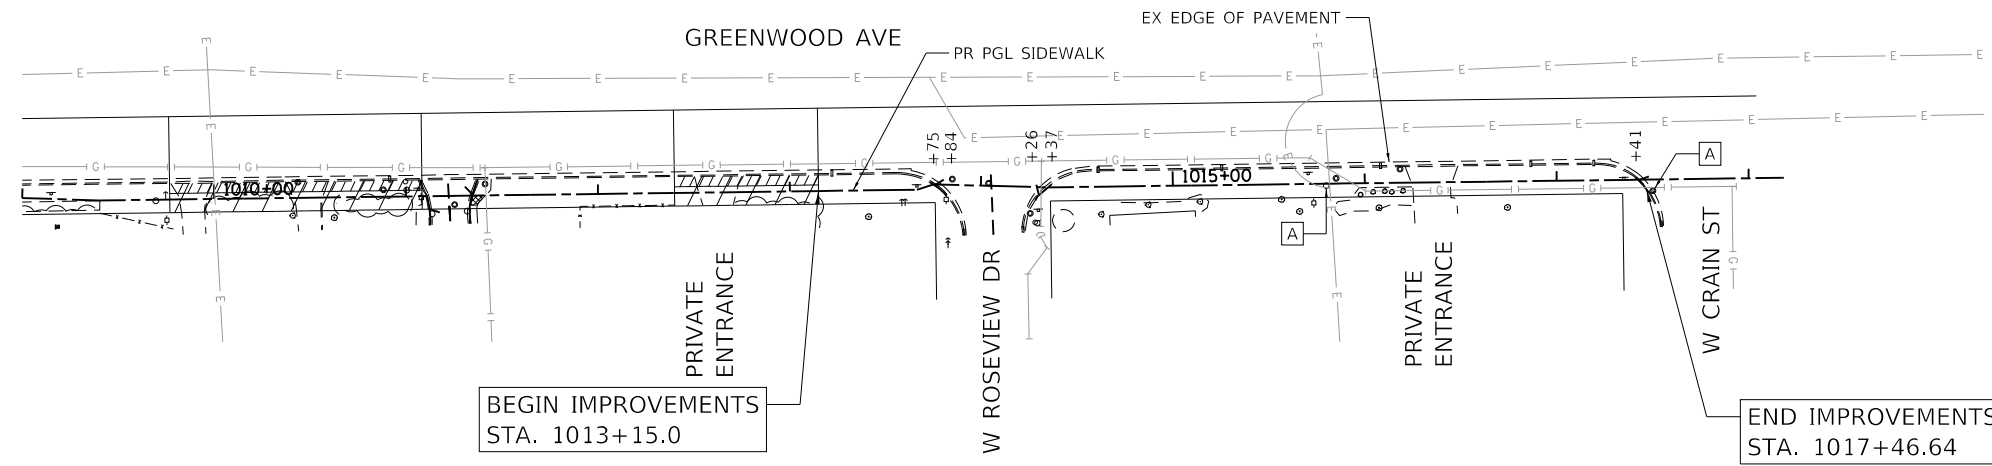 EX EDGE OF PAVEMENT
GREENWOOD AVE
PR PGL SIDEWALK
+75
+84
+26
+37
+41
A
1010+00
1015+00
A
PRIVATE
ENTRANCE
W ROSEVIEW DR
PRIVATE
ENTRANCE
W CRAIN ST
BEGIN IMPROVEMENTS
STA. 1013+15.0
END IMPROVEMENTS
STA. 1017+46.64
E E E E E E E E E E E E E E E E E E E E E E E
E E E E E E E E E E E E
G G G G G G G G G G